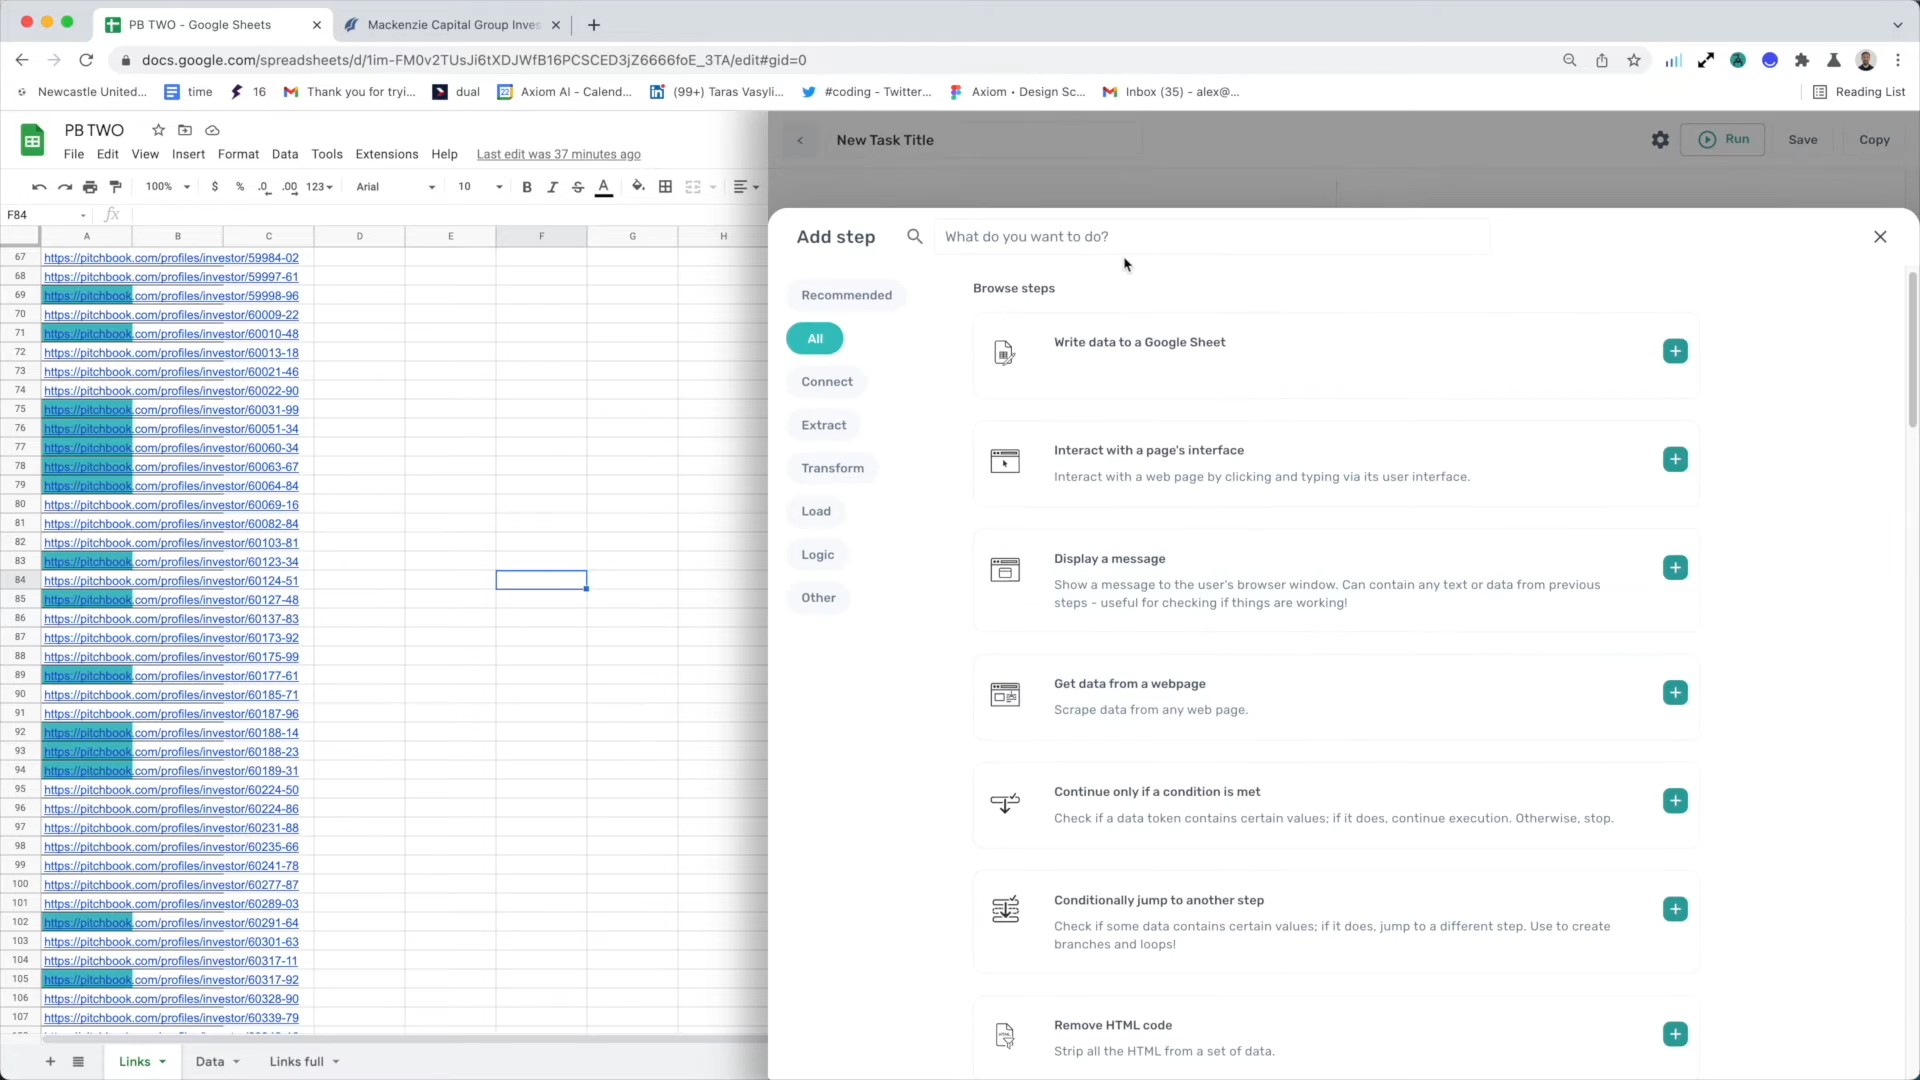 PB TWO - Google Sheets
Mackenzie Capital Group Inves
docs.google.com/spreadsheets/d/1im-FM0v2TUsJi6tXDJWfB16PCSCED3jZ6666foE_3TA/edit#gid=0
Newcastle United... time 16 Thank you for tryi... dual Axiom AI - Calend... (99+) Taras Vasyli... #coding - Twitter... Axiom • Design Sc... Inbox (35) - alex@... Reading List
PB TWO
File Edit View Insert Format Data Tools Extensions Help Last edit was 37 minutes ago
100% $ % .0 .00 123 Arial 10 B I S A
F84 fx
A B C D E F G H
67 https://pitchbook.com/profiles/investor/59984-02
68 https://pitchbook.com/profiles/investor/59997-61
69 https://pitchbook.com/profiles/investor/59998-96
70 https://pitchbook.com/profiles/investor/60009-22
71 https://pitchbook.com/profiles/investor/60010-48
72 https://pitchbook.com/profiles/investor/60013-18
73 https://pitchbook.com/profiles/investor/60021-46
74 https://pitchbook.com/profiles/investor/60022-90
75 https://pitchbook.com/profiles/investor/60031-99
76 https://pitchbook.com/profiles/investor/60051-34
77 https://pitchbook.com/profiles/investor/60060-34
78 https://pitchbook.com/profiles/investor/60063-67
79 https://pitchbook.com/profiles/investor/60064-84
80 https://pitchbook.com/profiles/investor/60069-16
81 https://pitchbook.com/profiles/investor/60082-84
82 https://pitchbook.com/profiles/investor/60103-81
83 https://pitchbook.com/profiles/investor/60123-34
84 https://pitchbook.com/profiles/investor/60124-51
85 https://pitchbook.com/profiles/investor/60127-48
86 https://pitchbook.com/profiles/investor/60137-83
87 https://pitchbook.com/profiles/investor/60173-92
88 https://pitchbook.com/profiles/investor/60175-99
89 https://pitchbook.com/profiles/investor/60177-61
90 https://pitchbook.com/profiles/investor/60185-71
91 https://pitchbook.com/profiles/investor/60187-96
92 https://pitchbook.com/profiles/investor/60188-14
93 https://pitchbook.com/profiles/investor/60188-23
94 https://pitchbook.com/profiles/investor/60189-31
95 https://pitchbook.com/profiles/investor/60224-50
96 https://pitchbook.com/profiles/investor/60224-86
97 https://pitchbook.com/profiles/investor/60231-88
98 https://pitchbook.com/profiles/investor/60235-66
99 https://pitchbook.com/profiles/investor/60241-78
100 https://pitchbook.com/profiles/investor/60277-87
101 https://pitchbook.com/profiles/investor/60289-03
102 https://pitchbook.com/profiles/investor/60291-64
103 https://pitchbook.com/profiles/investor/60301-63
104 https://pitchbook.com/profiles/investor/60317-11
105 https://pitchbook.com/profiles/investor/60317-92
106 https://pitchbook.com/profiles/investor/60328-90
107 https://pitchbook.com/profiles/investor/60339-79
Links Data Links full
New Task Title Run Save Copy
Add step What do you want to do?
Recommended
All
Connect
Extract
Transform
Load
Logic
Other
Browse steps
Write data to a Google Sheet
Interact with a page's interface
Interact with a web page by clicking and typing via its user interface.
Display a message
Show a message to the user's browser window. Can contain any text or data from previous
steps - useful for checking if things are working!
Get data from a webpage
Scrape data from any web page.
Continue only if a condition is met
Check if a data token contains certain values; if it does, continue execution. Otherwise, stop.
Conditionally jump to another step
Check if some data contains certain values; if it does, jump to a different step. Use to create
branches and loops!
Remove HTML code
Strip all the HTML from a set of data.